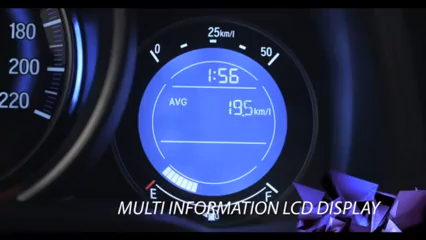 180
200
220
25km/l
0
50
1:56
AVG
19.5km/l
E
F
MULTI INFORMATION LCD DISPLAY